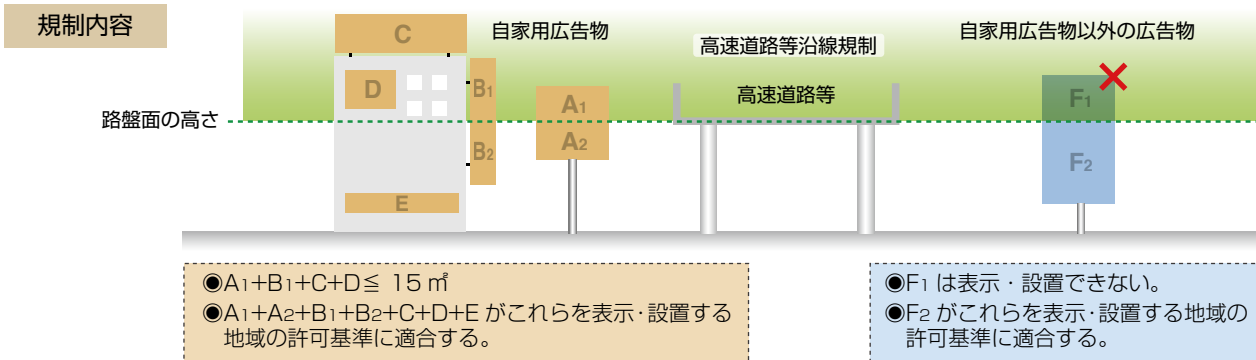 規制内容
自家用広告物
高速道路等沿線規制
自家用広告物以外の広告物
C
D
B1
A1
高速道路等
F1
路盤面の高さ
B2
A2
F2
E
◉A1+B1+C+D≦ 15 ㎡
◉A1+A2+B1+B2+C+D+E がこれらを表示・設置する
地域の許可基準に適合する。
◉F1 は表示・設置できない。
◉F2 がこれらを表示・設置する地域の
許可基準に適合する。